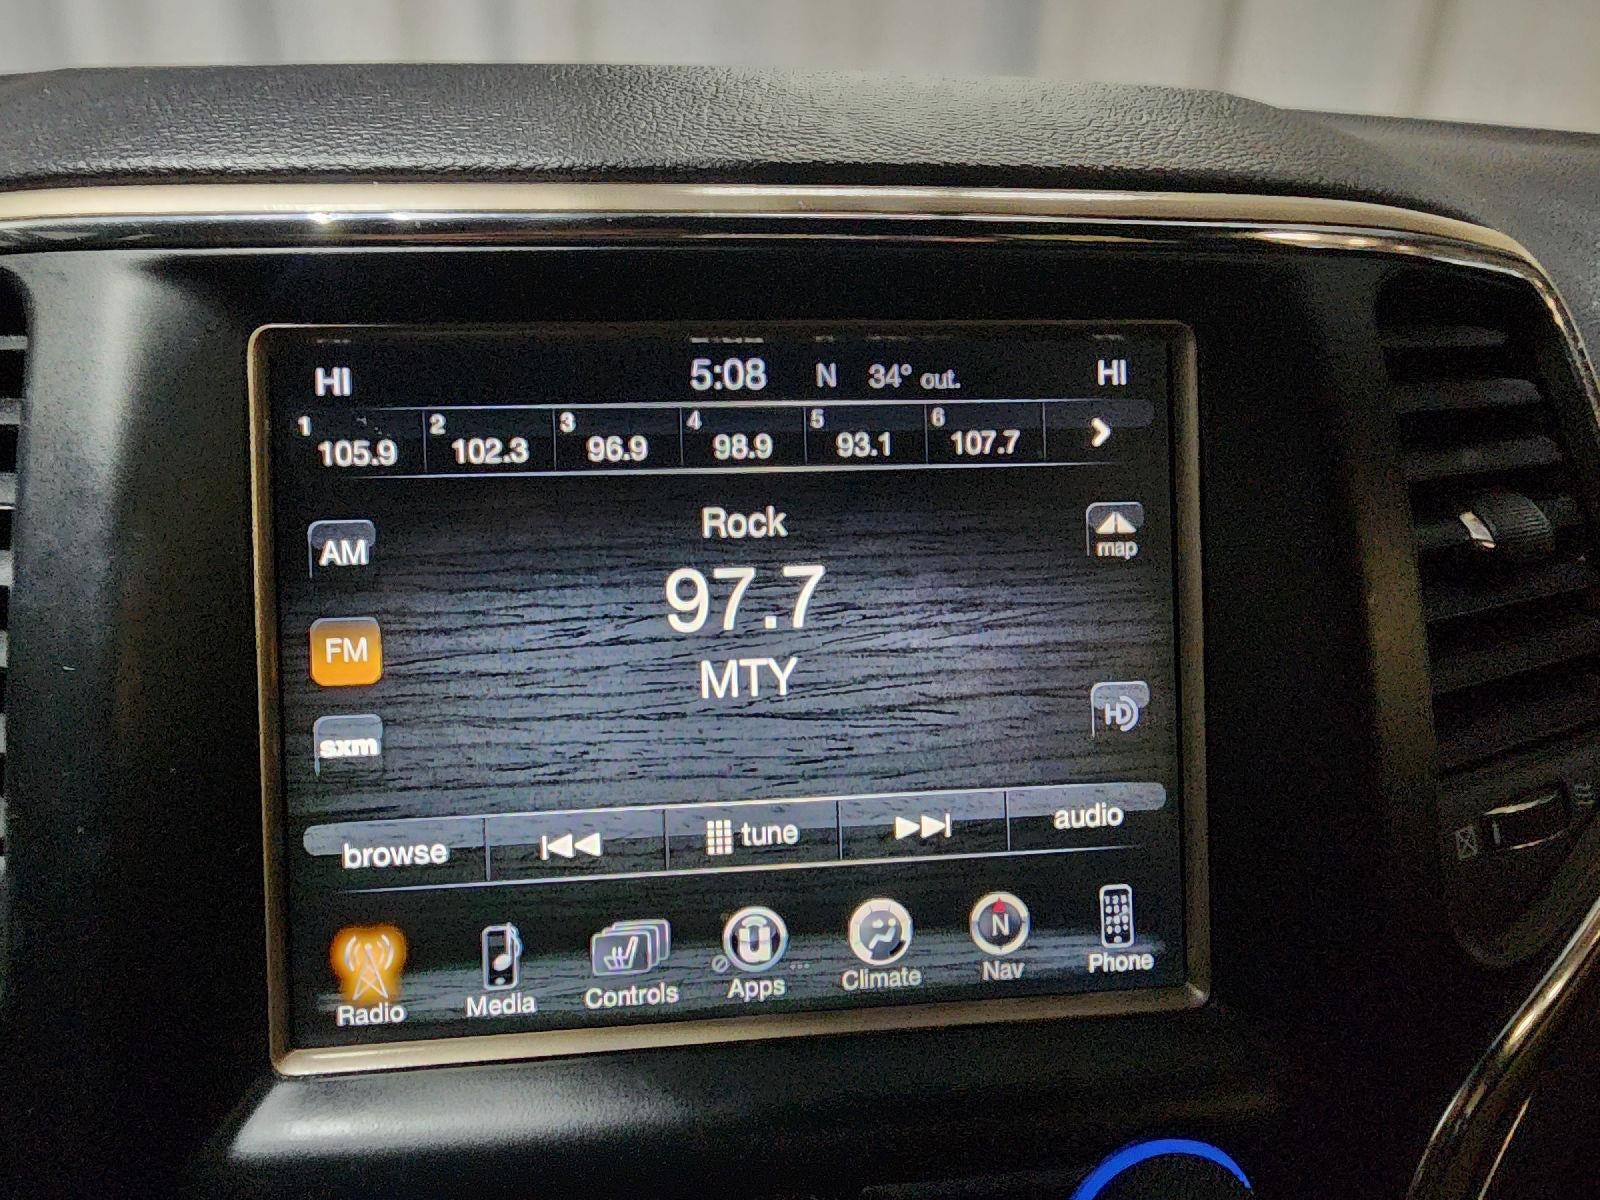 HI 5:08 N 34° out. HI
1 105.9 2 102.3 3 96.9 4 98.9 5 93.1 6 107.7
Rock
AM
map
97.7
FM
MTY
HD
sxm
browse tune audio
Radio Media Controls Apps Climate N Nav Phone